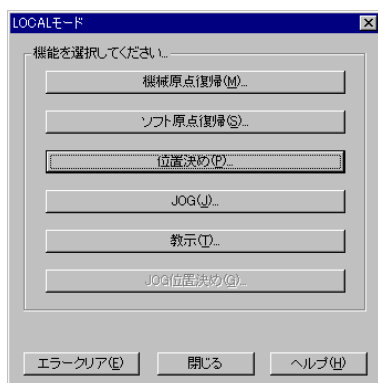 LOCALモード
機能を選択してください...
機械原点復帰(M)...
ソフト原点復帰(S)...
位置決め(P)...
JOG(J)...
教示(T)...
JOG位置決め(G)...
エラークリア(E)
閉じる
ヘルプ(H)